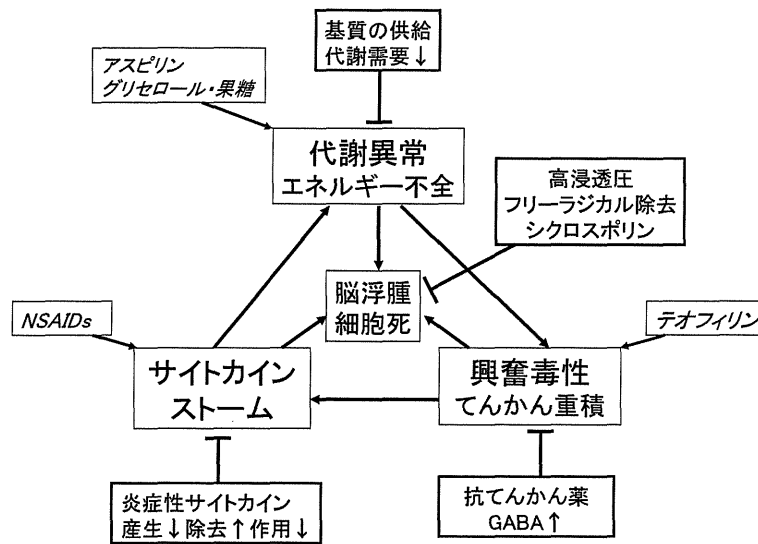 基質の供給
代謝需要↓
アスピリン
グリセロール・果糖
代謝異常
エネルギー不全
高浸透圧
フリーラジカル除去
シクロスポリン
脳浮腫
細胞死
NSAIDs
テオフィリン
サイトカイン
ストーム
興奮毒性
てんかん重積
炎症性サイトカイン
産生↓除去↑作用↓
抗てんかん薬
GABA↑